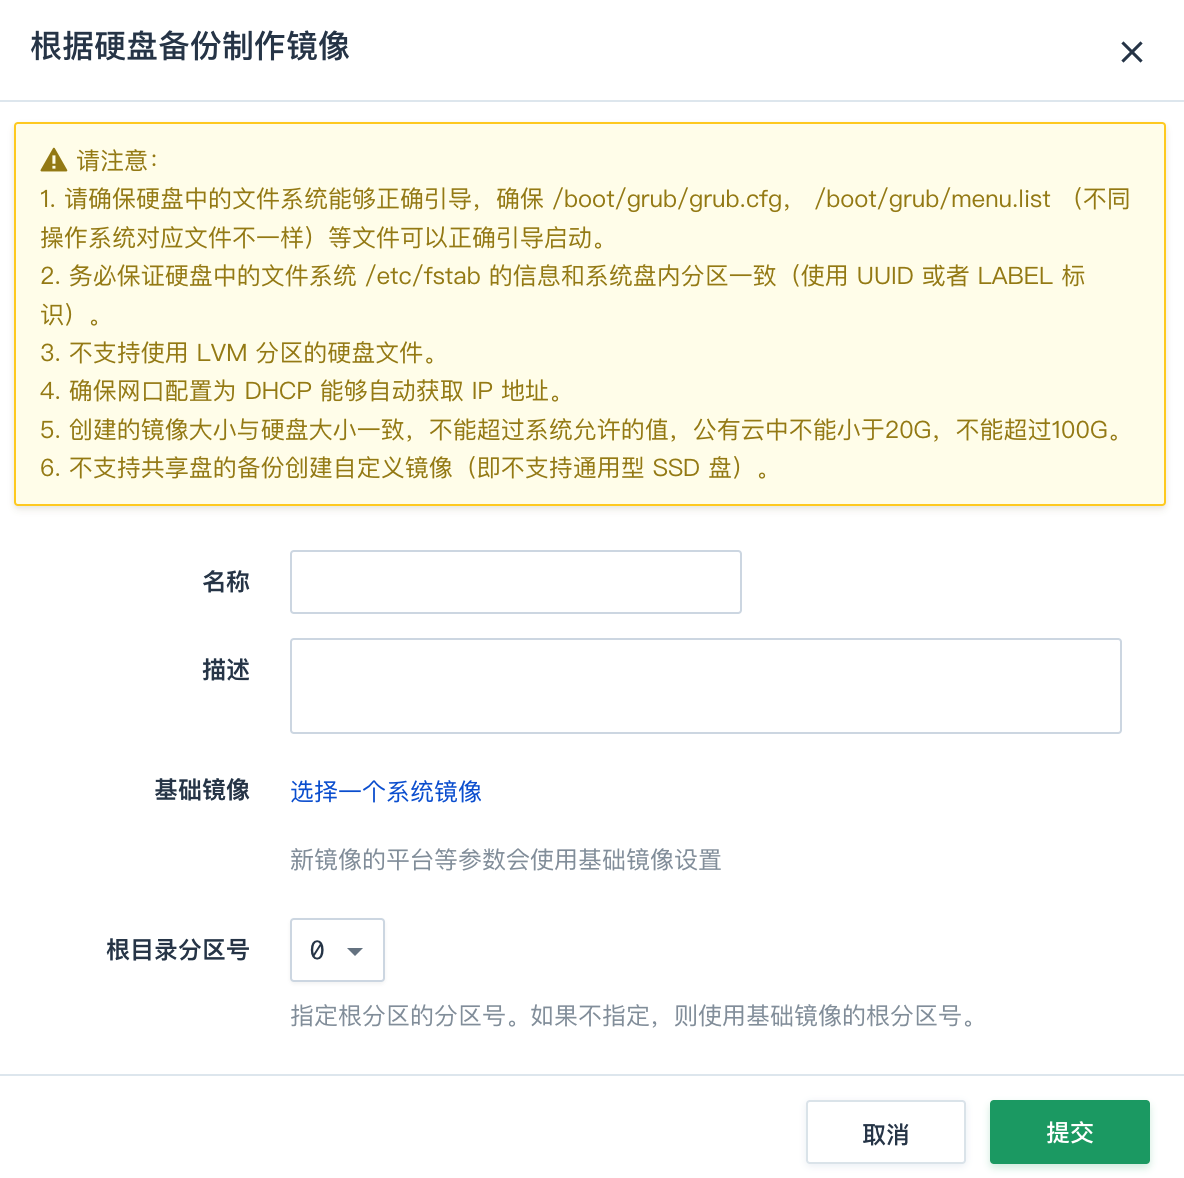 根据硬盘备份制作镜像
请注意：
1. 请确保硬盘中的文件系统能够正确引导，确保 /boot/grub/grub.cfg， /boot/grub/menu.list （不同
操作系统对应文件不一样）等文件可以正确引导启动。
2. 务必保证硬盘中的文件系统 /etc/fstab 的信息和系统盘内分区一致（使用 UUID 或者 LABEL 标
识）。
3. 不支持使用 LVM 分区的硬盘文件。
4. 确保网口配置为 DHCP 能够自动获取 IP 地址。
5. 创建的镜像大小与硬盘大小一致，不能超过系统允许的值，公有云中不能小于20G，不能超过100G。
6. 不支持共享盘的备份创建自定义镜像（即不支持通用型 SSD 盘）。
名称
描述
基础镜像 选择一个系统镜像
新镜像的平台等参数会使用基础镜像设置
根目录分区号 0
指定根分区的分区号。如果不指定，则使用基础镜像的根分区号。
取消 提交